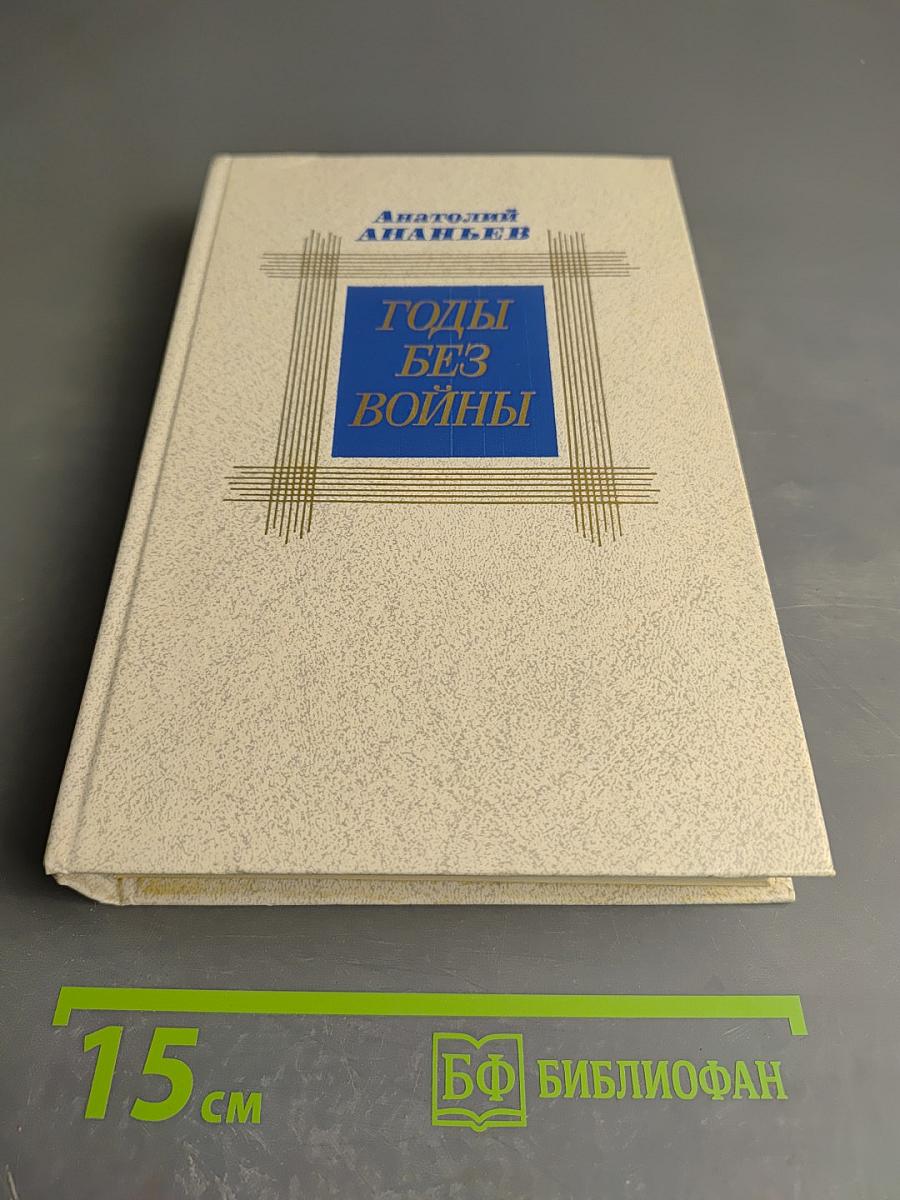 Анатолий
АНАНЬЕВ
ГОДЫ
БЕЗ
ВОЙНЫ
15 см
БФ БИБЛИОФАН